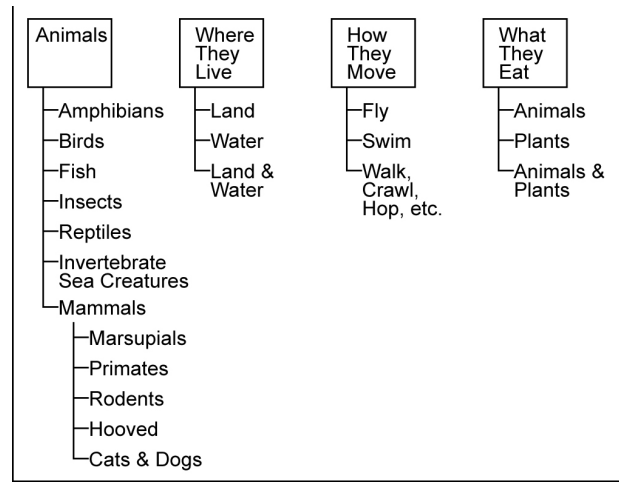 Animals
Where
They
Live
How
They
Move
What
They
Eat
Amphibians
Birds
Fish
Insects
Reptiles
Invertebrate
Sea Creatures
Mammals
Marsupials
Primates
Rodents
Hooved
Cats & Dogs
Land
Water
Land &
Water
Fly
Swim
Walk,
Crawl,
Hop, etc.
Animals
Plants
Animals &
Plants